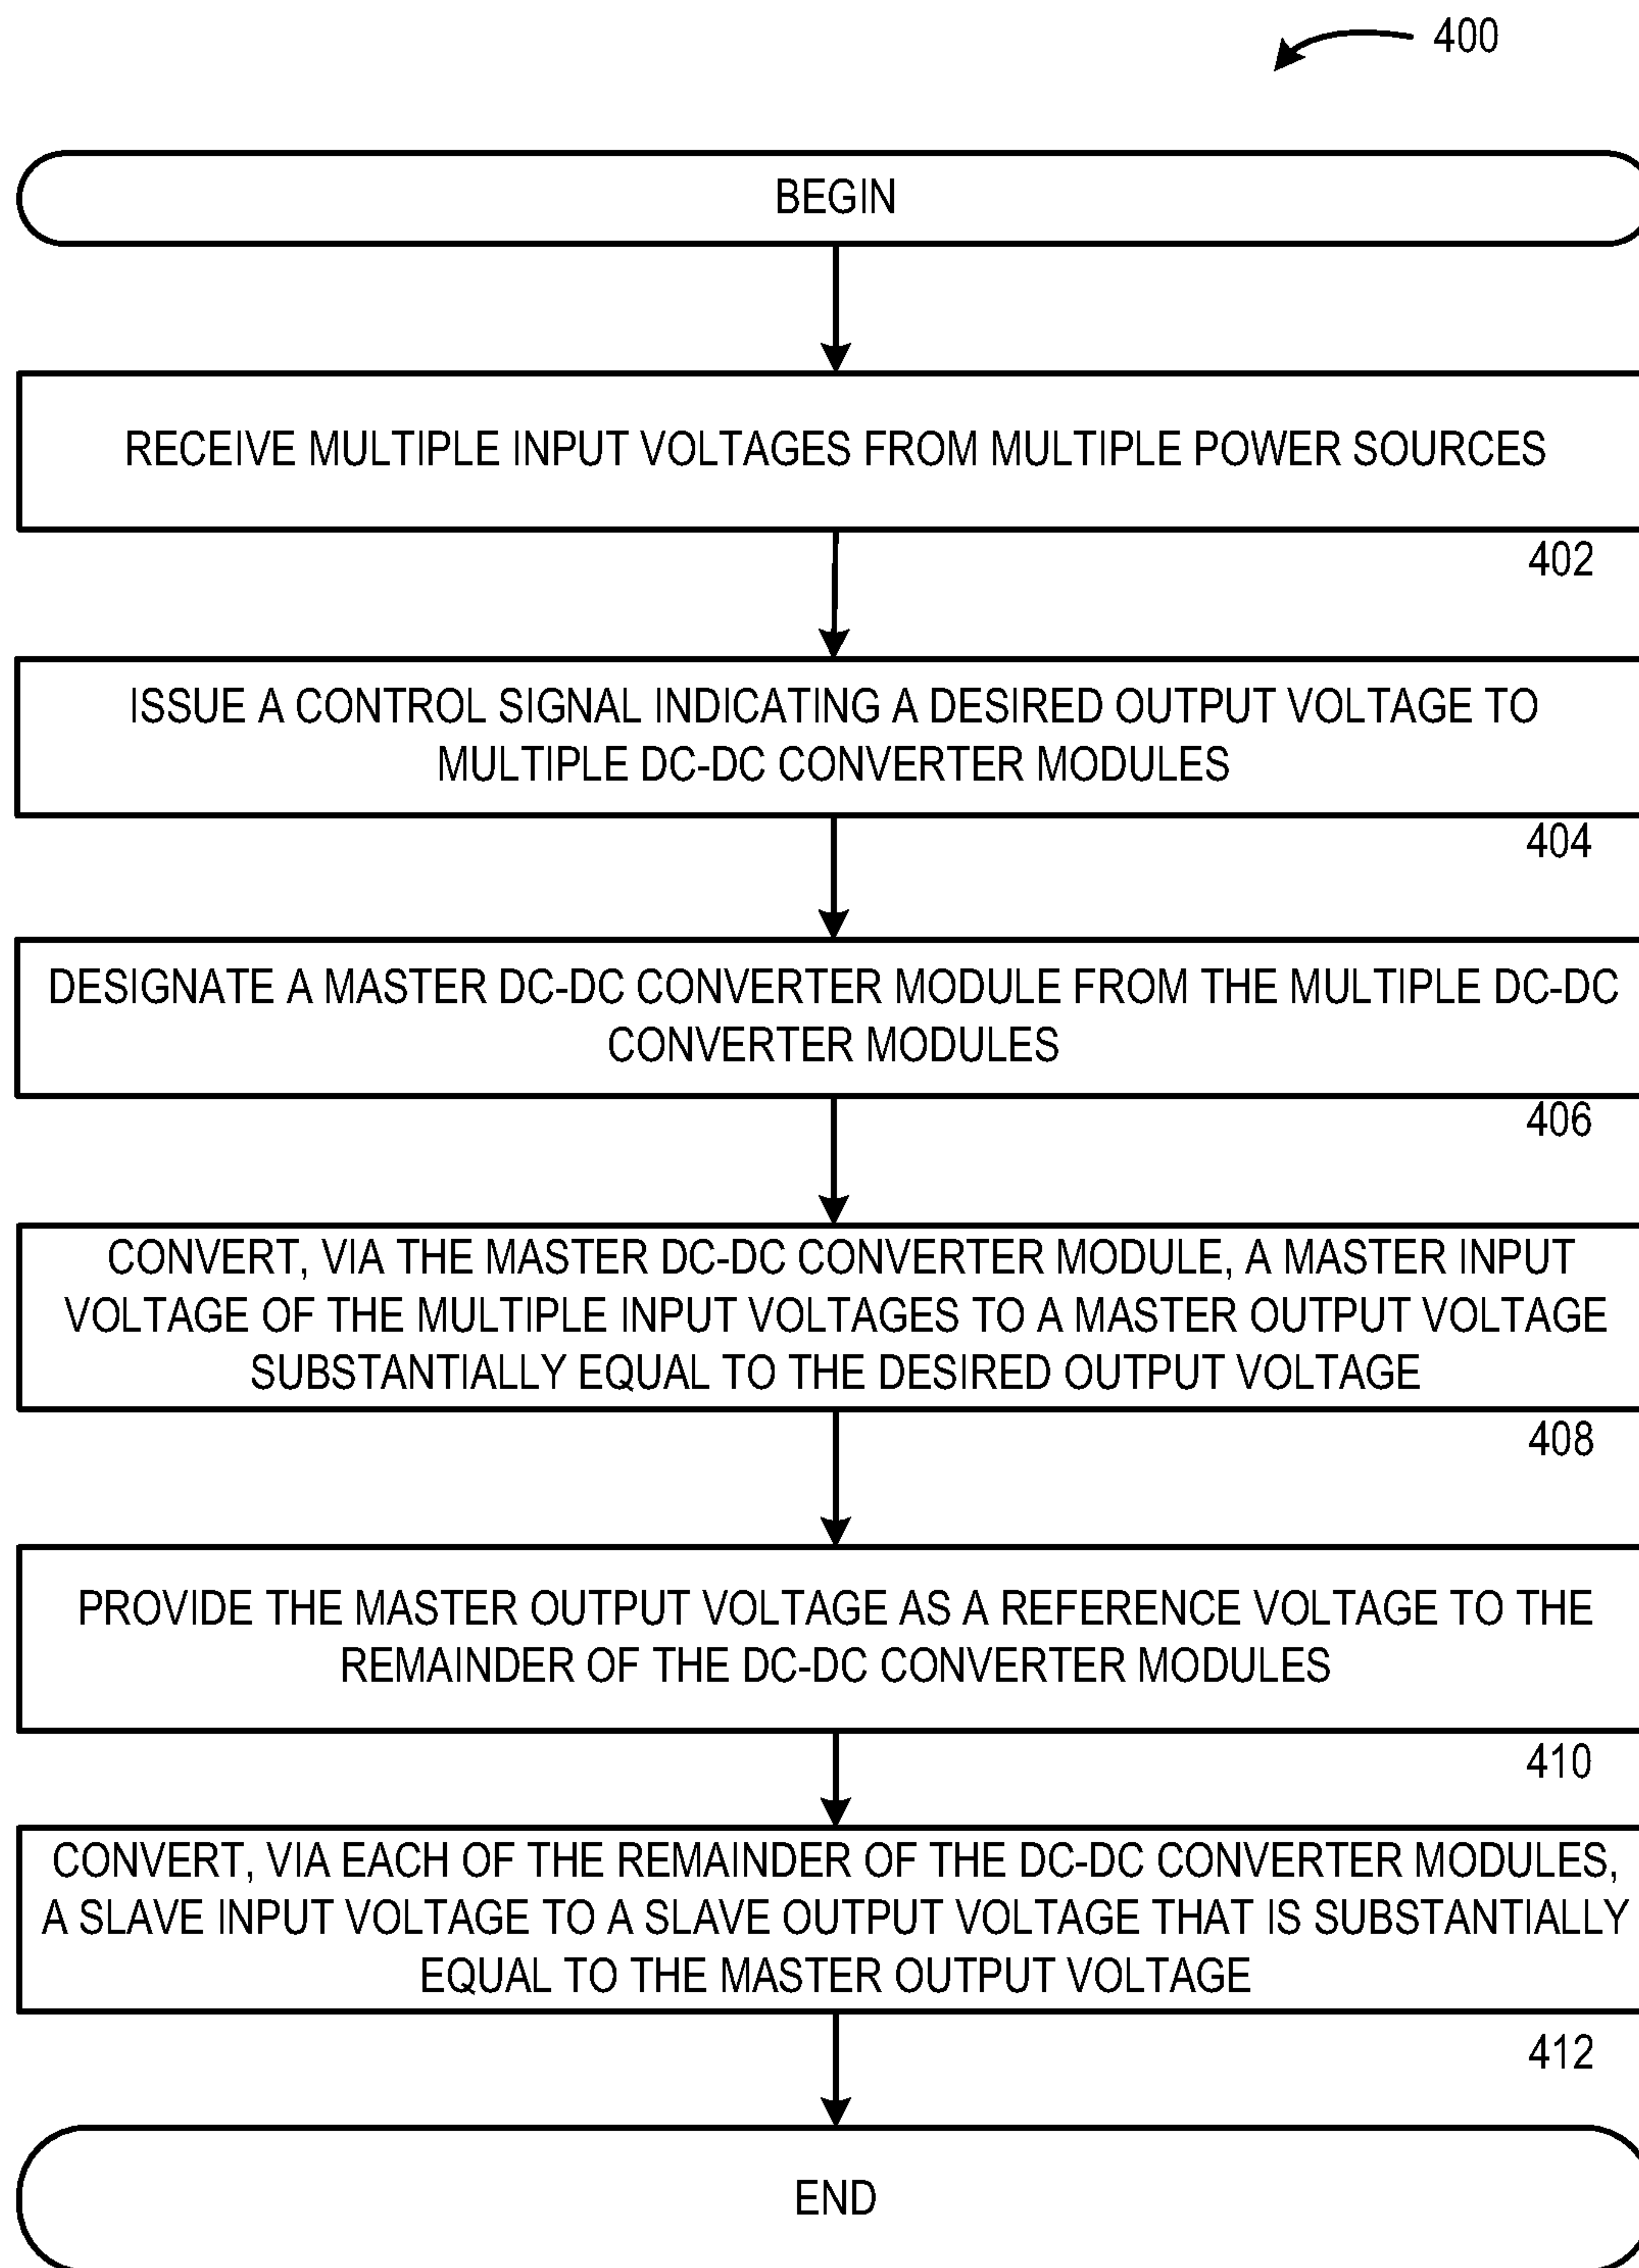 400
BEGIN
RECEIVE MULTIPLE INPUT VOLTAGES FROM MULTIPLE POWER SOURCES
402
ISSUE A CONTROL SIGNAL INDICATING A DESIRED OUTPUT VOLTAGE TO
MULTIPLE DC-DC CONVERTER MODULES
404
DESIGNATE A MASTER DC-DC CONVERTER MODULE FROM THE MULTIPLE DC-DC
CONVERTER MODULES
406
CONVERT, VIA THE MASTER DC-DC CONVERTER MODULE, A MASTER INPUT
VOLTAGE OF THE MULTIPLE INPUT VOLTAGES TO A MASTER OUTPUT VOLTAGE
SUBSTANTIALLY EQUAL TO THE DESIRED OUTPUT VOLTAGE
408
PROVIDE THE MASTER OUTPUT VOLTAGE AS A REFERENCE VOLTAGE TO THE
REMAINDER OF THE DC-DC CONVERTER MODULES
410
CONVERT, VIA EACH OF THE REMAINDER OF THE DC-DC CONVERTER MODULES,
A SLAVE INPUT VOLTAGE TO A SLAVE OUTPUT VOLTAGE THAT IS SUBSTANTIALLY
EQUAL TO THE MASTER OUTPUT VOLTAGE
412
END